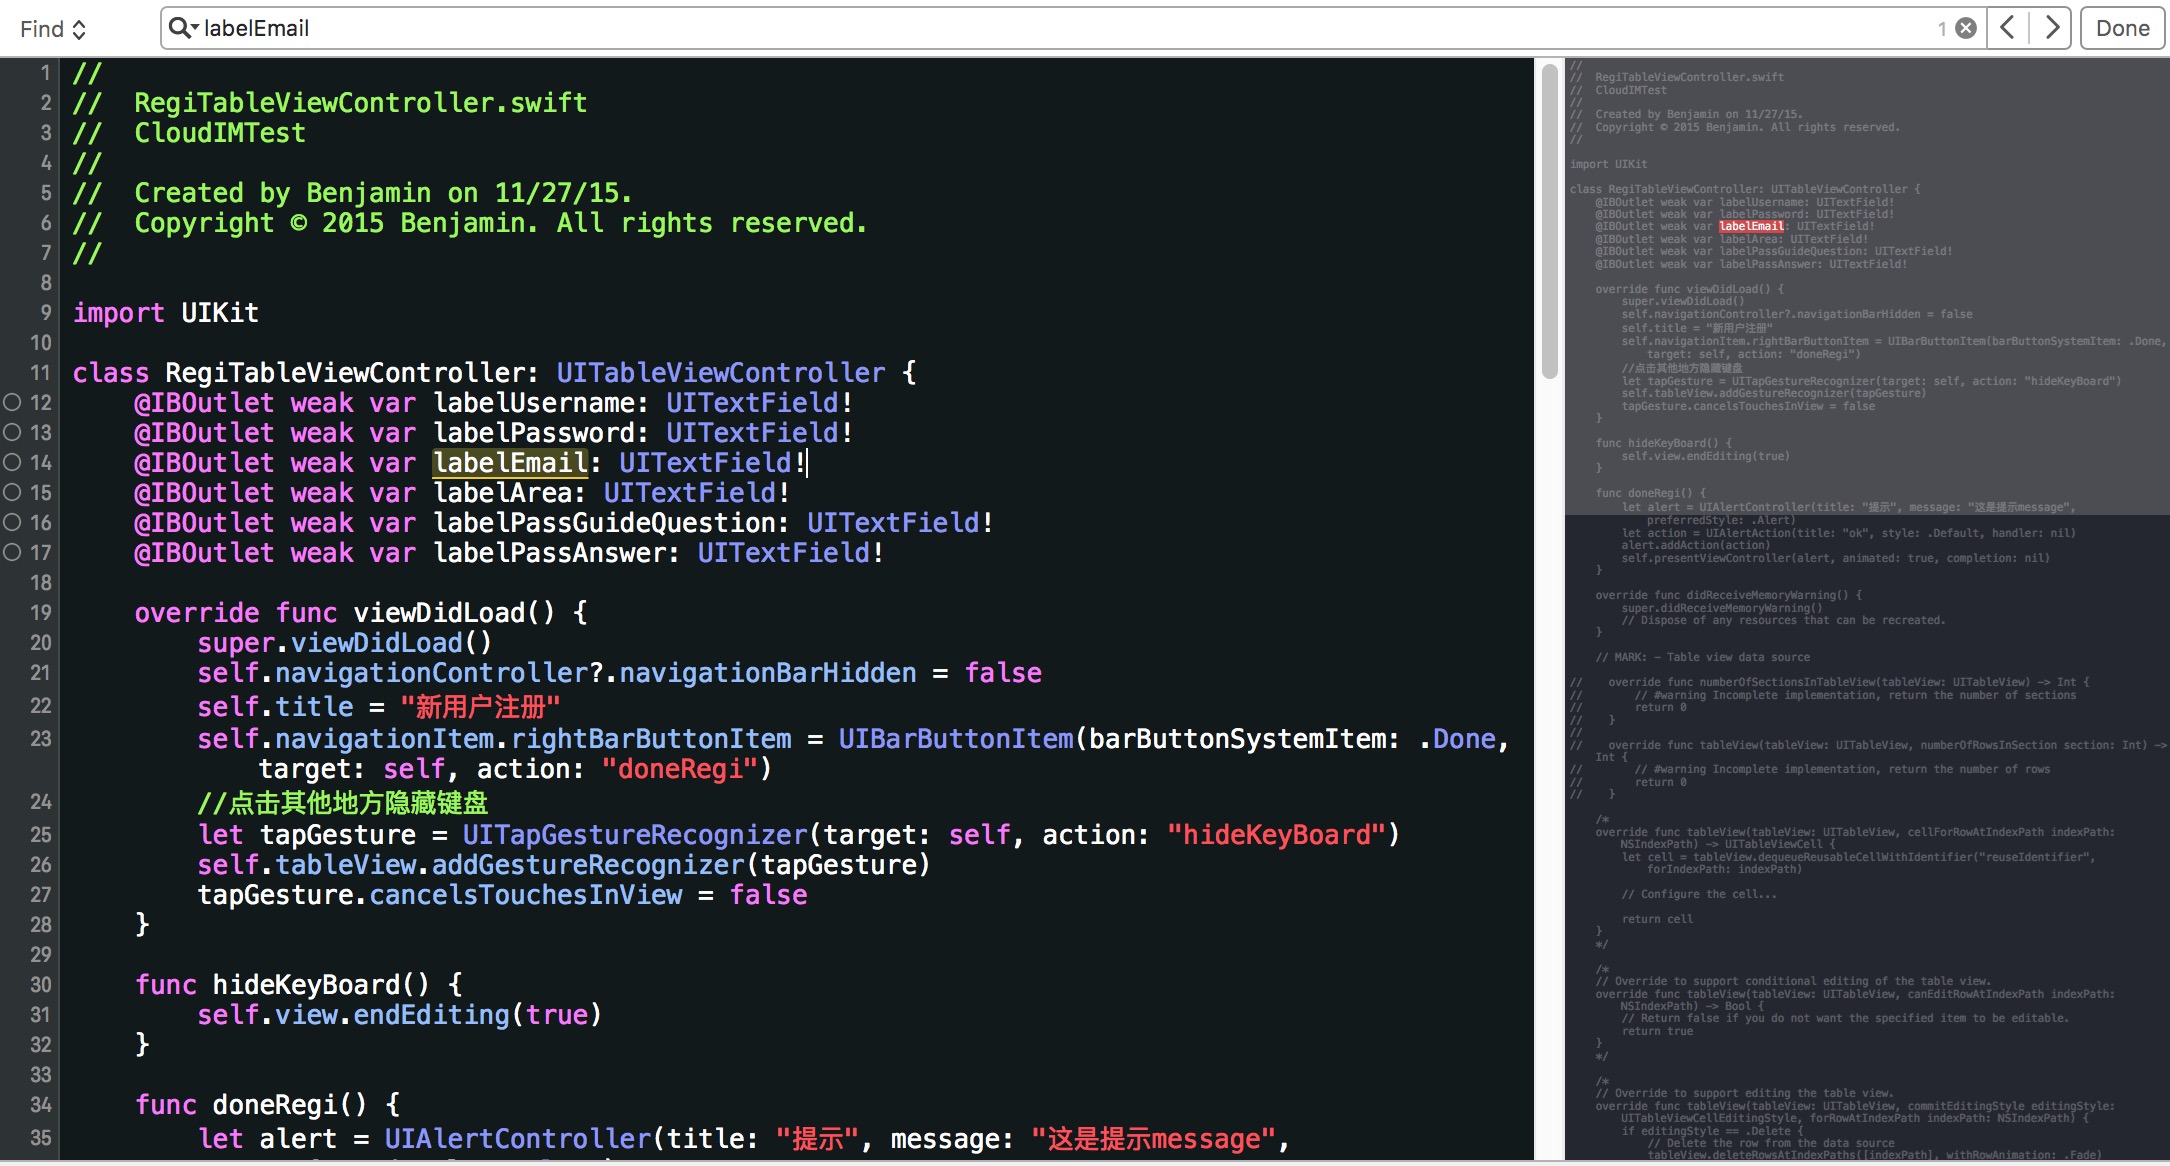 Find
labelEmail
1
Done
1 //
2 //  RegiTableViewController.swift
3 //  CloudIMTest
4 //
5 //  Created by Benjamin on 11/27/15.
6 //  Copyright © 2015 Benjamin. All rights reserved.
7 //
8
9 import UIKit
10
11 class RegiTableViewController: UITableViewController {
12     @IBOutlet weak var labelUsername: UITextField!
13     @IBOutlet weak var labelPassword: UITextField!
14     @IBOutlet weak var labelEmail: UITextField!
15     @IBOutlet weak var labelArea: UITextField!
16     @IBOutlet weak var labelPassGuideQuestion: UITextField!
17     @IBOutlet weak var labelPassAnswer: UITextField!
18
19     override func viewDidLoad() {
20         super.viewDidLoad()
21         self.navigationController?.navigationBarHidden = false
22         self.title = "新用户注册"
23         self.navigationItem.rightBarButtonItem = UIBarButtonItem(barButtonSystemItem: .Done,
            target: self, action: "doneRegi")
24         //点击其他地方隐藏键盘
25         let tapGesture = UITapGestureRecognizer(target: self, action: "hideKeyBoard")
26         self.tableView.addGestureRecognizer(tapGesture)
27         tapGesture.cancelsTouchesInView = false
28     }
29
30     func hideKeyBoard() {
31         self.view.endEditing(true)
32     }
33
34     func doneRegi() {
35         let alert = UIAlertController(title: "提示", message: "这是提示message",
//
//  RegiTableViewController.swift
//  CloudIMTest
//
//  Created by Benjamin on 11/27/15.
//  Copyright © 2015 Benjamin. All rights reserved.
//
import UIKit
class RegiTableViewController: UITableViewController {
    @IBOutlet weak var labelUsername: UITextField!
    @IBOutlet weak var labelPassword: UITextField!
    @IBOutlet weak var labelEmail: UITextField!
    @IBOutlet weak var labelArea: UITextField!
    @IBOutlet weak var labelPassGuideQuestion: UITextField!
    @IBOutlet weak var labelPassAnswer: UITextField!
    override func viewDidLoad() {
        super.viewDidLoad()
        self.navigationController?.navigationBarHidden = false
        self.title = "新用户注册"
        self.navigationItem.rightBarButtonItem = UIBarButtonItem(barButtonSystemItem: .Done,
            target: self, action: "doneRegi")
        //点击其他地方隐藏键盘
        let tapGesture = UITapGestureRecognizer(target: self, action: "hideKeyBoard")
        self.tableView.addGestureRecognizer(tapGesture)
        tapGesture.cancelsTouchesInView = false
    }
    func hideKeyBoard() {
        self.view.endEditing(true)
    }
    func doneRegi() {
        let alert = UIAlertController(title: "提示", message: "这是提示message",
            preferredStyle: .Alert)
        let action = UIAlertAction(title: "ok", style: .Default, handler: nil)
        alert.addAction(action)
        self.presentViewController(alert, animated: true, completion: nil)
    }
    override func didReceiveMemoryWarning() {
        super.didReceiveMemoryWarning()
        // Dispose of any resources that can be recreated.
    }
    // MARK: - Table view data source
//    override func numberOfSectionsInTableView(tableView: UITableView) -> Int {
//        // #warning Incomplete implementation, return the number of sections
//        return 0
//    }
//
//    override func tableView(tableView: UITableView, numberOfRowsInSection section: Int) ->
    Int {
//        // #warning Incomplete implementation, return the number of rows
//        return 0
//    }
    /*
    override func tableView(tableView: UITableView, cellForRowAtIndexPath indexPath:
        NSIndexPath) -> UITableViewCell {
        let cell = tableView.dequeueReusableCellWithIdentifier("reuseIdentifier",
            forIndexPath: indexPath)
        // Configure the cell...
        return cell
    }
    */
    /*
    // Override to support conditional editing of the table view.
    override func tableView(tableView: UITableView, canEditRowAtIndexPath indexPath:
        NSIndexPath) -> Bool {
        // Return false if you do not want the specified item to be editable.
        return true
    }
    */
    /*
    // Override to support editing the table view.
    override func tableView(tableView: UITableView, commitEditingStyle editingStyle:
        UITableViewCellEditingStyle, forRowAtIndexPath indexPath: NSIndexPath) {
        if editingStyle == .Delete {
            // Delete the row from the data source
            tableView.deleteRowsAtIndexPaths([indexPath], withRowAnimation: .Fade)